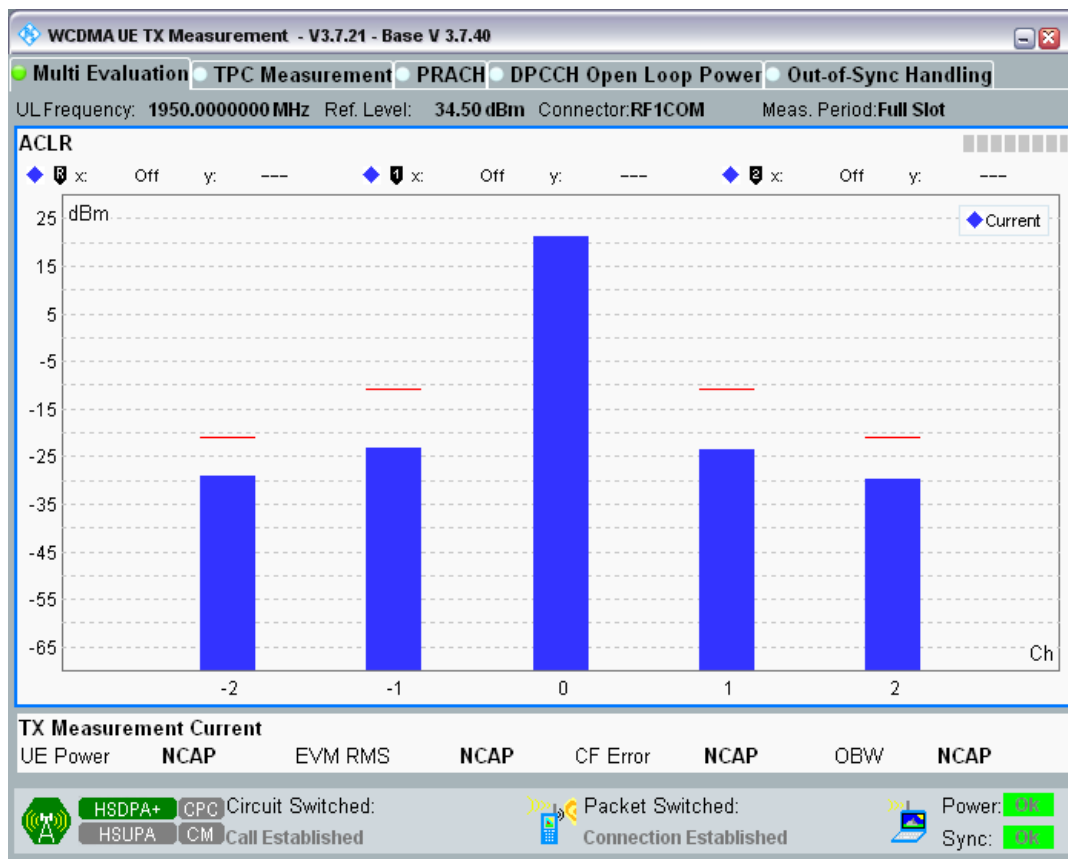 WCDMA UE TX Measurement - V3.7.21 - Base V 3.7.40
Multi Evaluation TPC Measurement PRACH DPCCH Open Loop Power Out-of-Sync Handling
UL Frequency: 1950.0000000 MHz Ref. Level: 34.50 dBm Connector:RF1COM Meas. Period:Full Slot
ACLR
R x: Off y: --- 1 x: Off y: --- 2 x: Off y: ---
dBm
Current
25
15
5
-5
-15
-25
-35
-45
-55
-65
Ch
-2 -1 0 1 2
TX Measurement Current
UE Power NCAP EVM RMS NCAP CF Error NCAP OBW NCAP
HSDPA+ CPC Circuit Switched: Packet Switched: Power: OK
HSUPA CM Call Established Connection Established Sync: OK